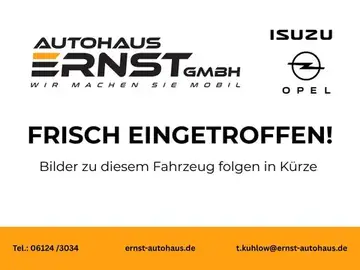 AUTOHAUS
ERNST GMBH
WIR MACHEN SIE MOBIL
ISUZU
OPEL
FRISCH EINGETROFFEN!
Bilder zu diesem Fahrzeug folgen in Kürze
Tel.: 06124 /3034
ernst-autohaus.de
t.kuhlow@ernst-autohaus.de